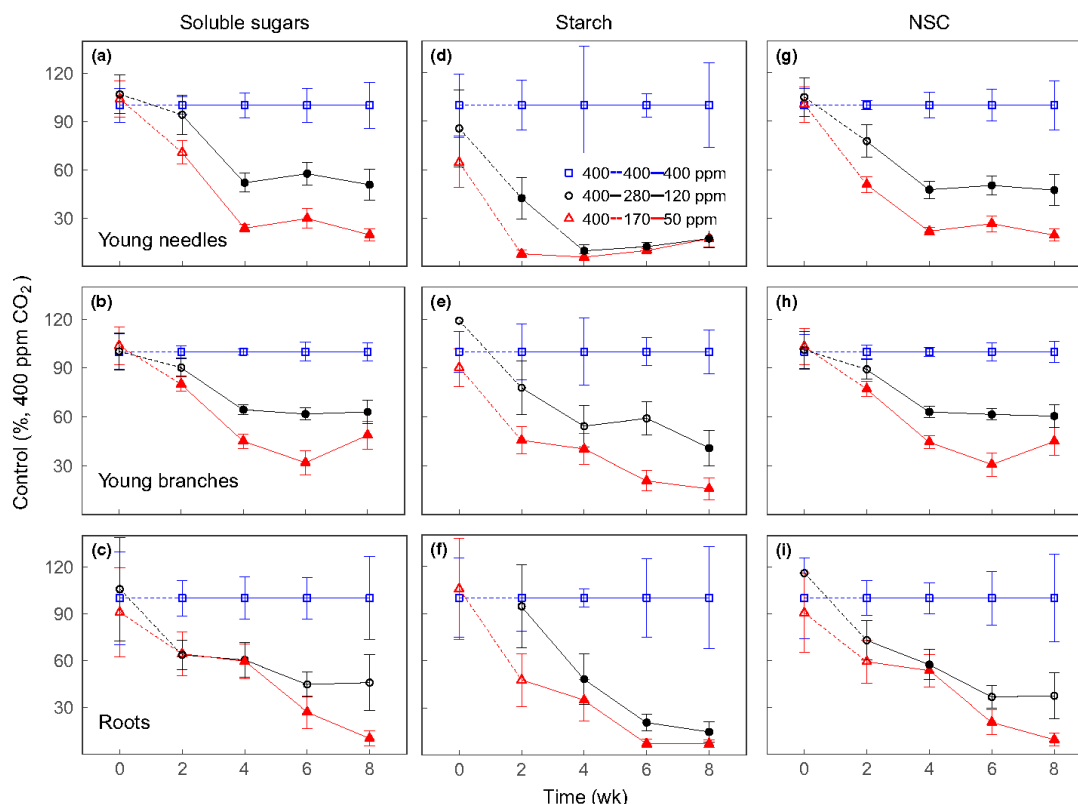 Soluble sugars Starch NSC
(a) (d) (g)
120
90
60
30
400 400 400 ppm
400 280 120 ppm
400 170 50 ppm
Young needles
(b) (e) (h)
120
90
60
30
Young branches
(c) (f) (i)
120
90
60
30
Roots
0 2 4 6 8 0 2 4 6 8 0 2 4 6 8
Time (wk)
Control (%, 400 ppm CO₂)